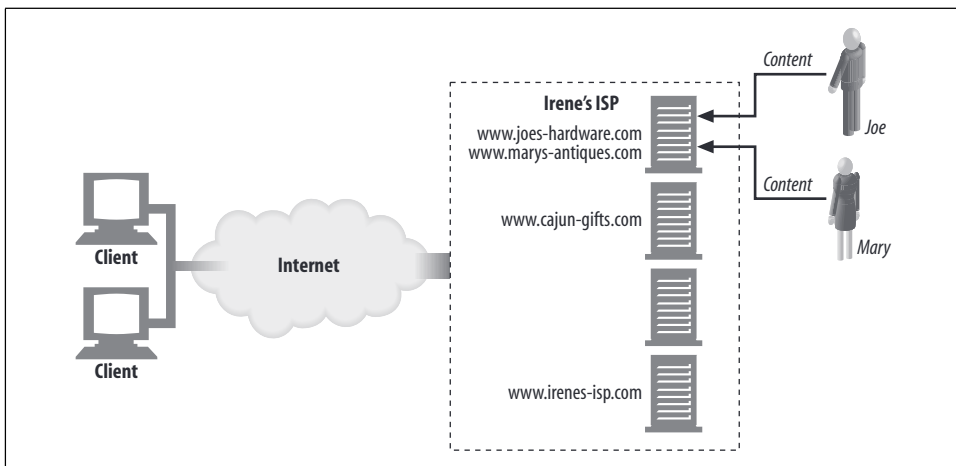 Irene's ISP
www.joes-hardware.com
www.marys-antiques.com
Content
Joe
Content
Mary
www.cajun-gifts.com
Client
Internet
Client
www.irenes-isp.com